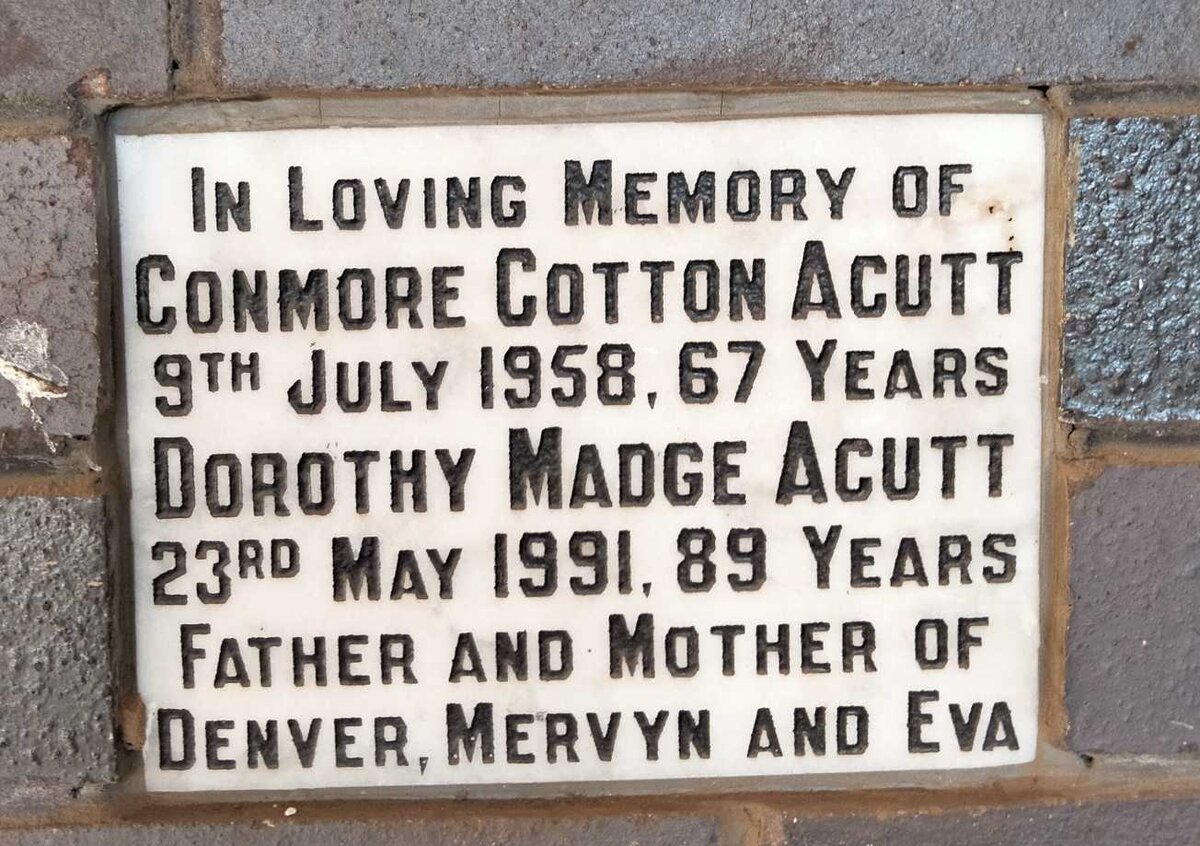 IN LOVING MEMORY OF
CONMORE COTTON ACUTT
9TH JULY 1958, 67 YEARS
DOROTHY MADGE ACUTT
23RD MAY 1991, 89 YEARS
FATHER AND MOTHER OF
DENVER, MERVYN AND EVA